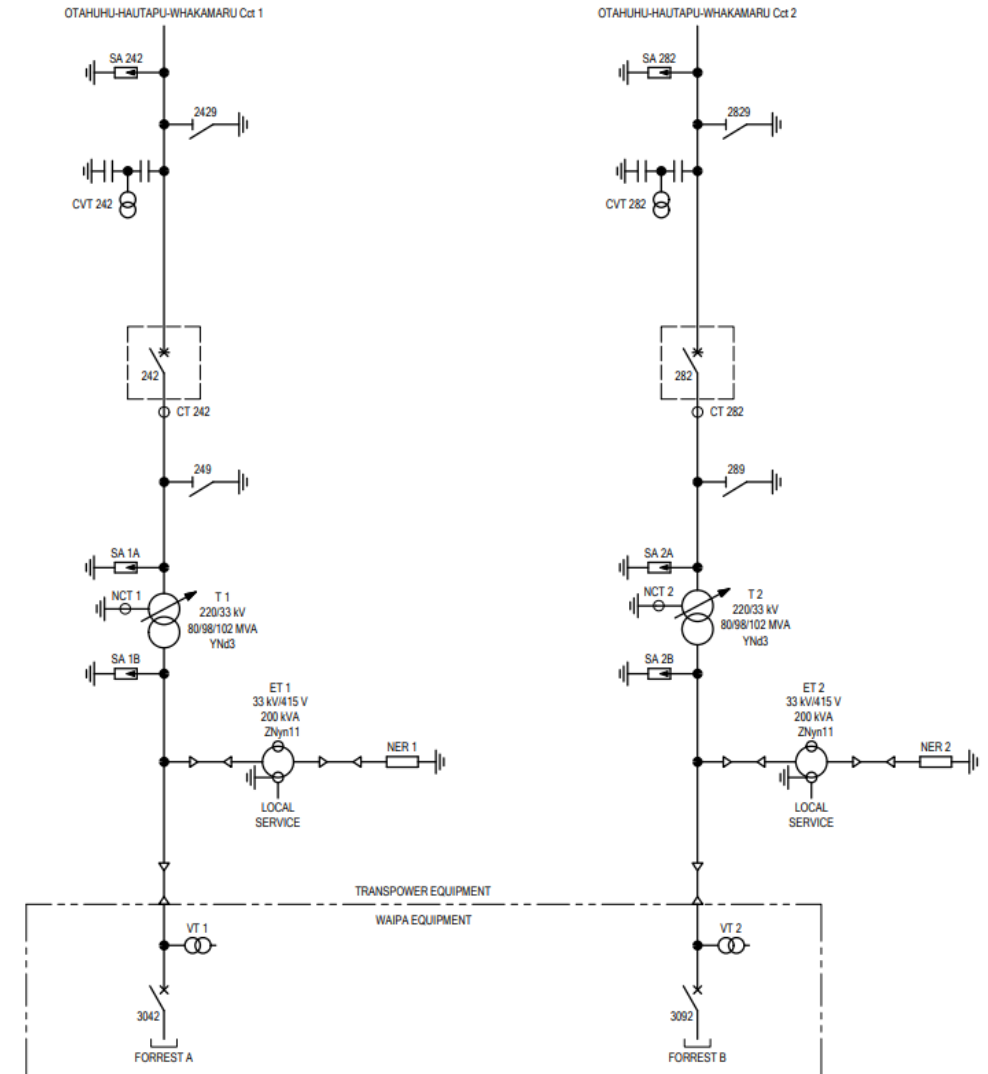 OTAHUHU-HAUTAPU-WHAKAMARU Cct 1
OTAHUHU-HAUTAPU-WHAKAMARU Cct 2
SA 242
SA 282
2429
2829
CVT 242
CVT 282
242
282
CT 242
CT 282
249
289
SA 1A
SA 2A
NCT 1
T 1
220/33 kV
80/98/102 MVA
YNd3
NCT 2
T 2
220/33 kV
80/98/102 MVA
YNd3
SA 1B
SA 2B
ET 1
33 kV/415 V
200 kVA
ZNyn11
ET 2
33 kV/415 V
200 kVA
ZNyn11
NER 1
NER 2
LOCAL
SERVICE
LOCAL
SERVICE
TRANSPOWER EQUIPMENT
WAIPA EQUIPMENT
VT 1
VT 2
3042
3092
FORREST A
FORREST B